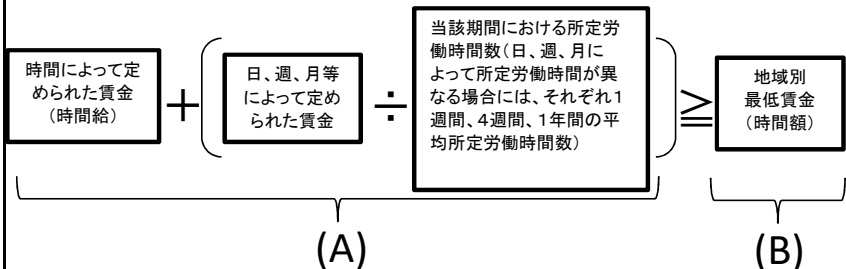 時間によって定
められた賃金
(時間給)
+
日、週、月等
によって定め
られた賃金
÷
当該期間における所定労
働時間数(日、週、月に
よって所定労働時間が異
なる場合には、それぞれ1
週間、4週間、1年間の平
均所定労働時間数)
≧
地域別
最低賃金
(時間額)
(A)
(B)